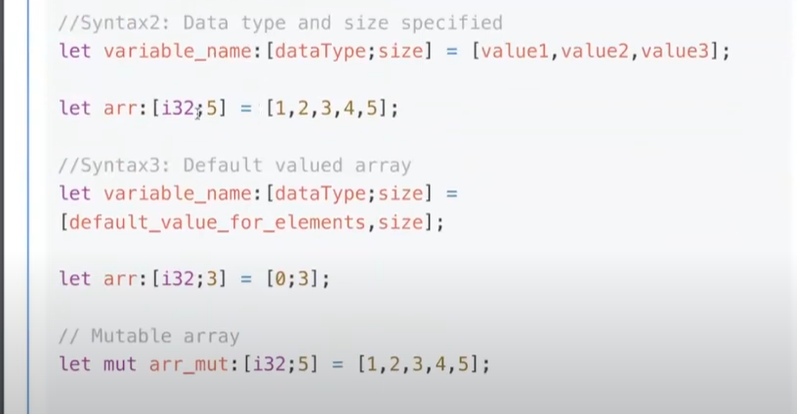 //Syntax2: Data type and size specified
let variable_name:[dataType;size] = [value1,value2,value3];
let arr:[i32;5] = [1,2,3,4,5];
//Syntax3: Default valued array
let variable_name:[dataType;size] =
[default_value_for_elements,size];
let arr:[i32;3] = [0;3];
// Mutable array
let mut arr_mut:[i32;5] = [1,2,3,4,5];